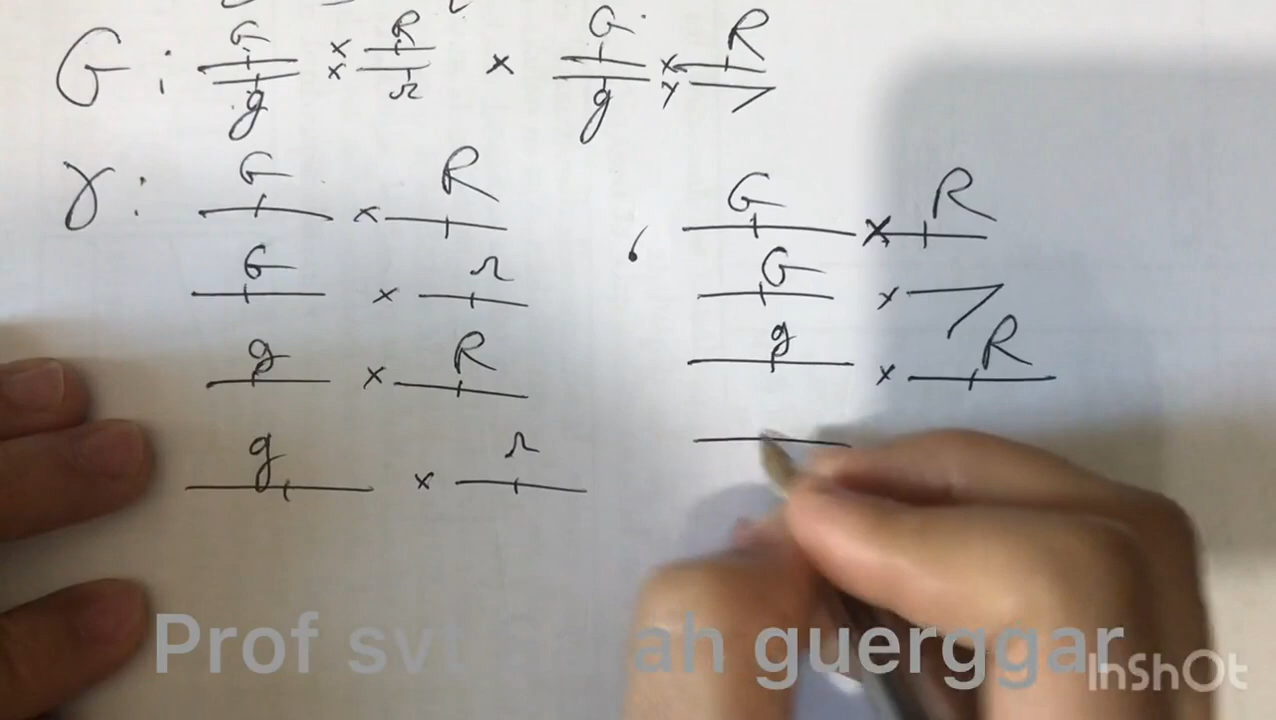 G : G × R × G × R
g × r g y
γ : G × R , G × R
G × r G ×
g × R g × R
g × r
Prof svt ah guerggar
InShOt